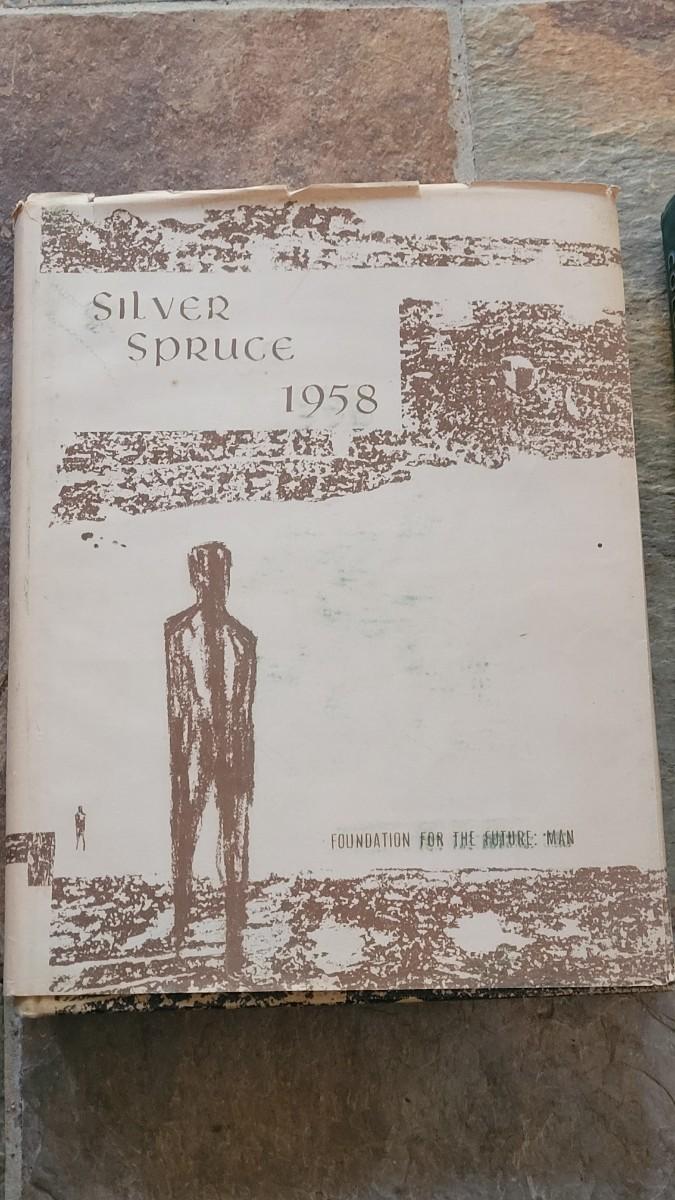 SILVER
SPRUCE
1958
FOUNDATION FOR THE FUTURE: MAN